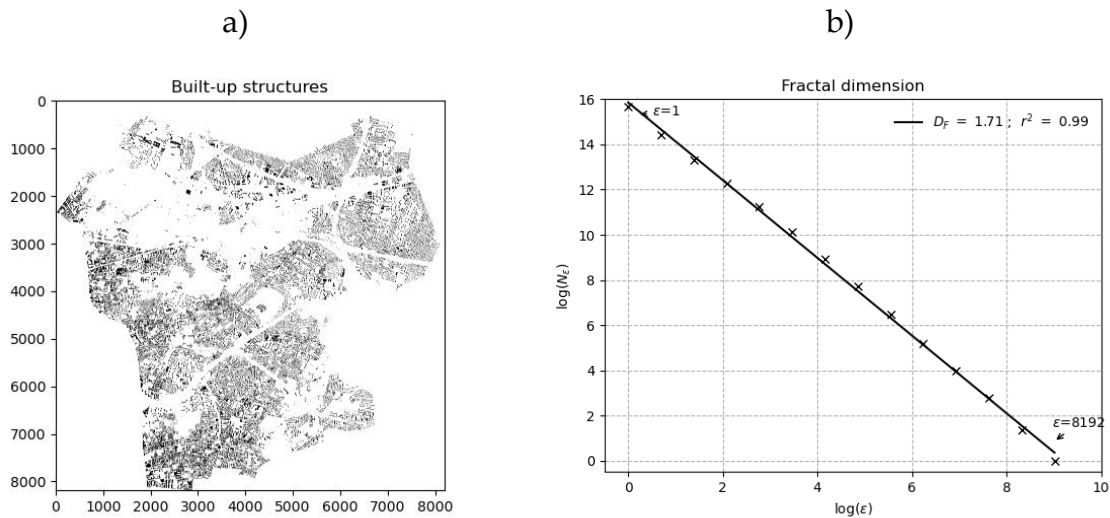 a)
b)
Built-up structures
0
1000
2000
3000
4000
5000
6000
7000
8000
0 1000 2000 3000 4000 5000 6000 7000 8000
Fractal dimension
16
14
12
10
8
6
4
2
0
log(Nε)
ε=1
D_F = 1.71 ; r² = 0.99
ε=8192
0 2 4 6 8 10
log(ε)